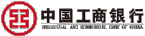 中国工商银行
INDUSTRIAL AND COMMERCIAL BANK OF CHINA